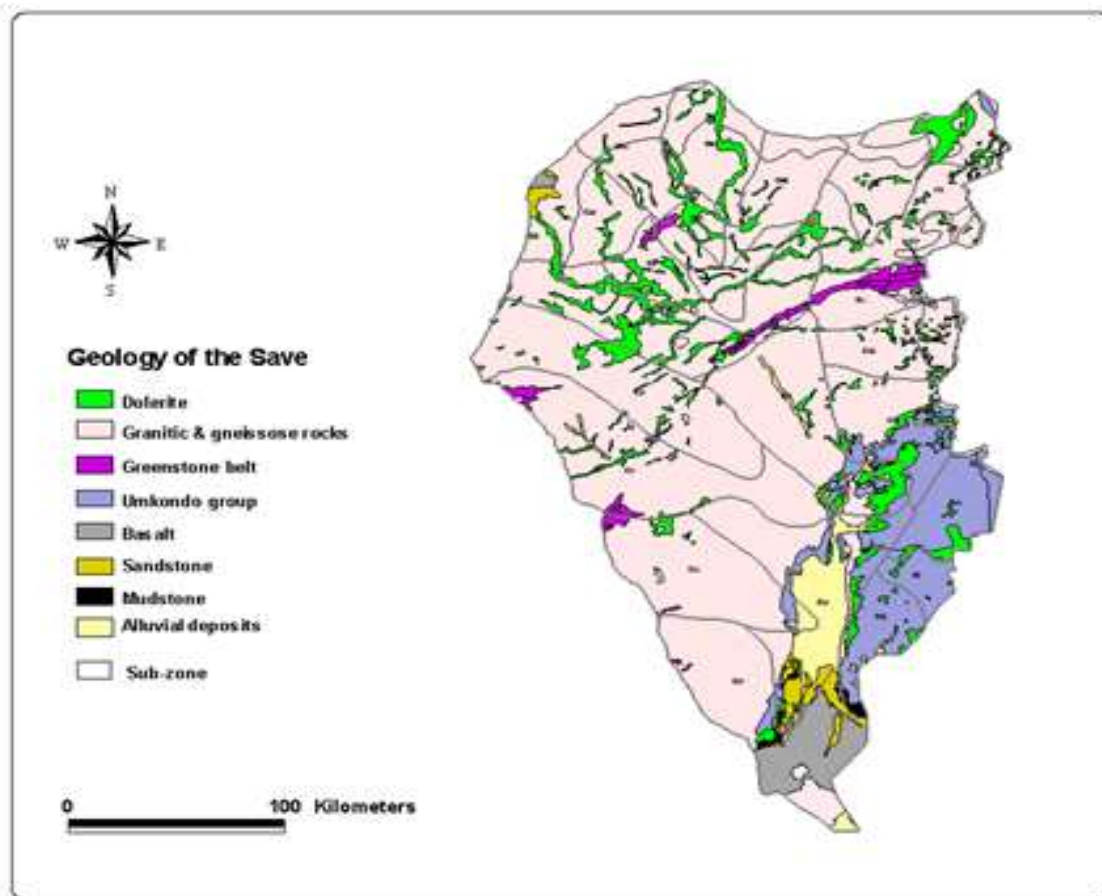 N
W E
S
Geology of the Save
Dolerite
Granitic & gneissose rocks
Greenstone belt
Umkondo group
Basalt
Sandstone
Mudstone
Alluvial deposits
Sub-zone
0 100 Kilometers